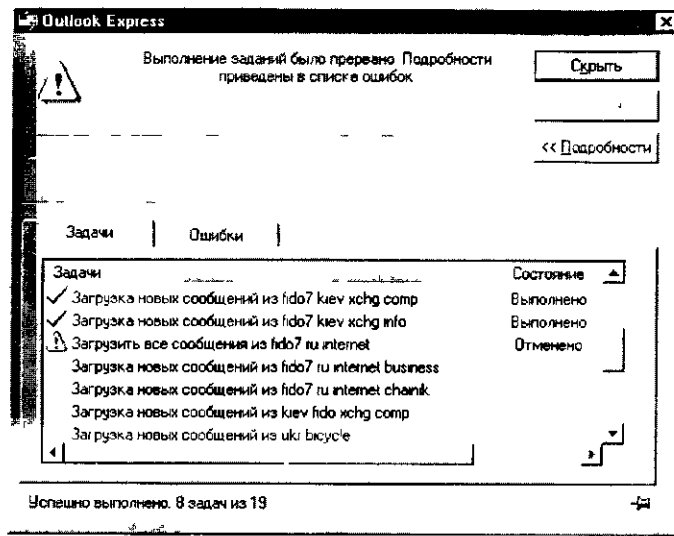 Outlook Express
Выполнение заданий было прервано Подробности
приведены в списке ошибок
Скрыть
<< Подробности
Задачи
Ошибки
Задачи Состояние
Загрузка новых сообщений из fido7 kiev xchg comp Выполнено
Загрузка новых сообщений из fido7 kiev xchg info Выполнено
Загрузить все сообщения из fido7 ru internet Отменено
Загрузка новых сообщений из fido7 ru internet business
Загрузка новых сообщений из fido7 ru internet chainik
Загрузка новых сообщений из kiev fido xchg comp
Загрузка новых сообщений из ukr bicycle
Успешно выполнено. 8 задач из 19